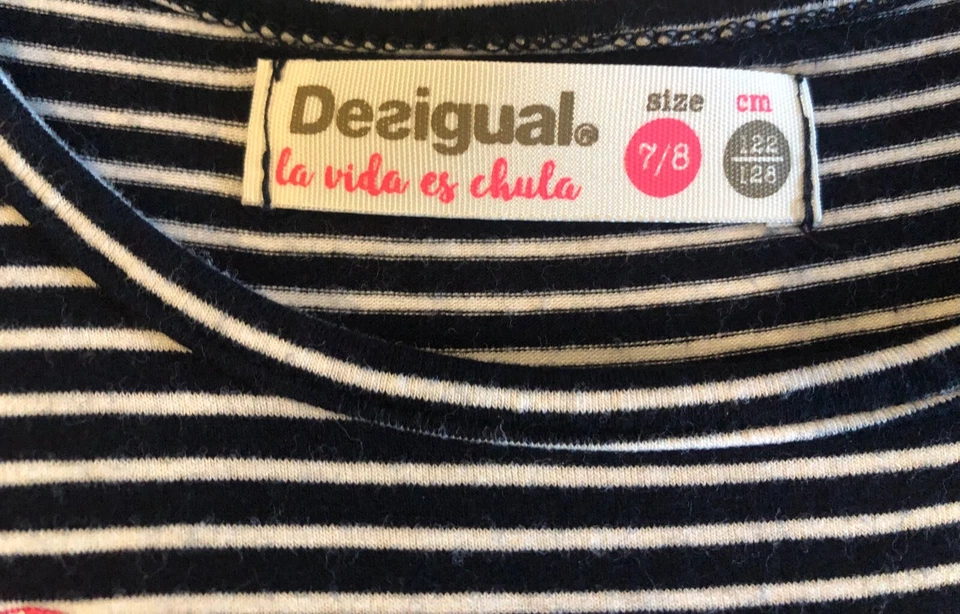 Desigual®
la vida es chula
size
7/8
cm
122
128